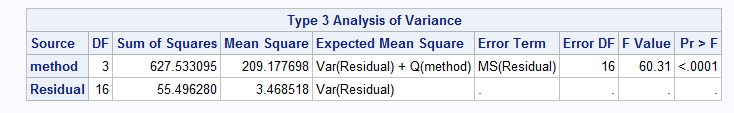 Type 3 Analysis of Variance
Source DF Sum of Squares Mean Square Expected Mean Square Error Term Error DF F Value Pr > F
method 3 627.533095 209.177698 Var(Residual) + Q(method) MS(Residual) 16 60.31 <.0001
Residual 16 55.496280 3.468518 Var(Residual) . . . .